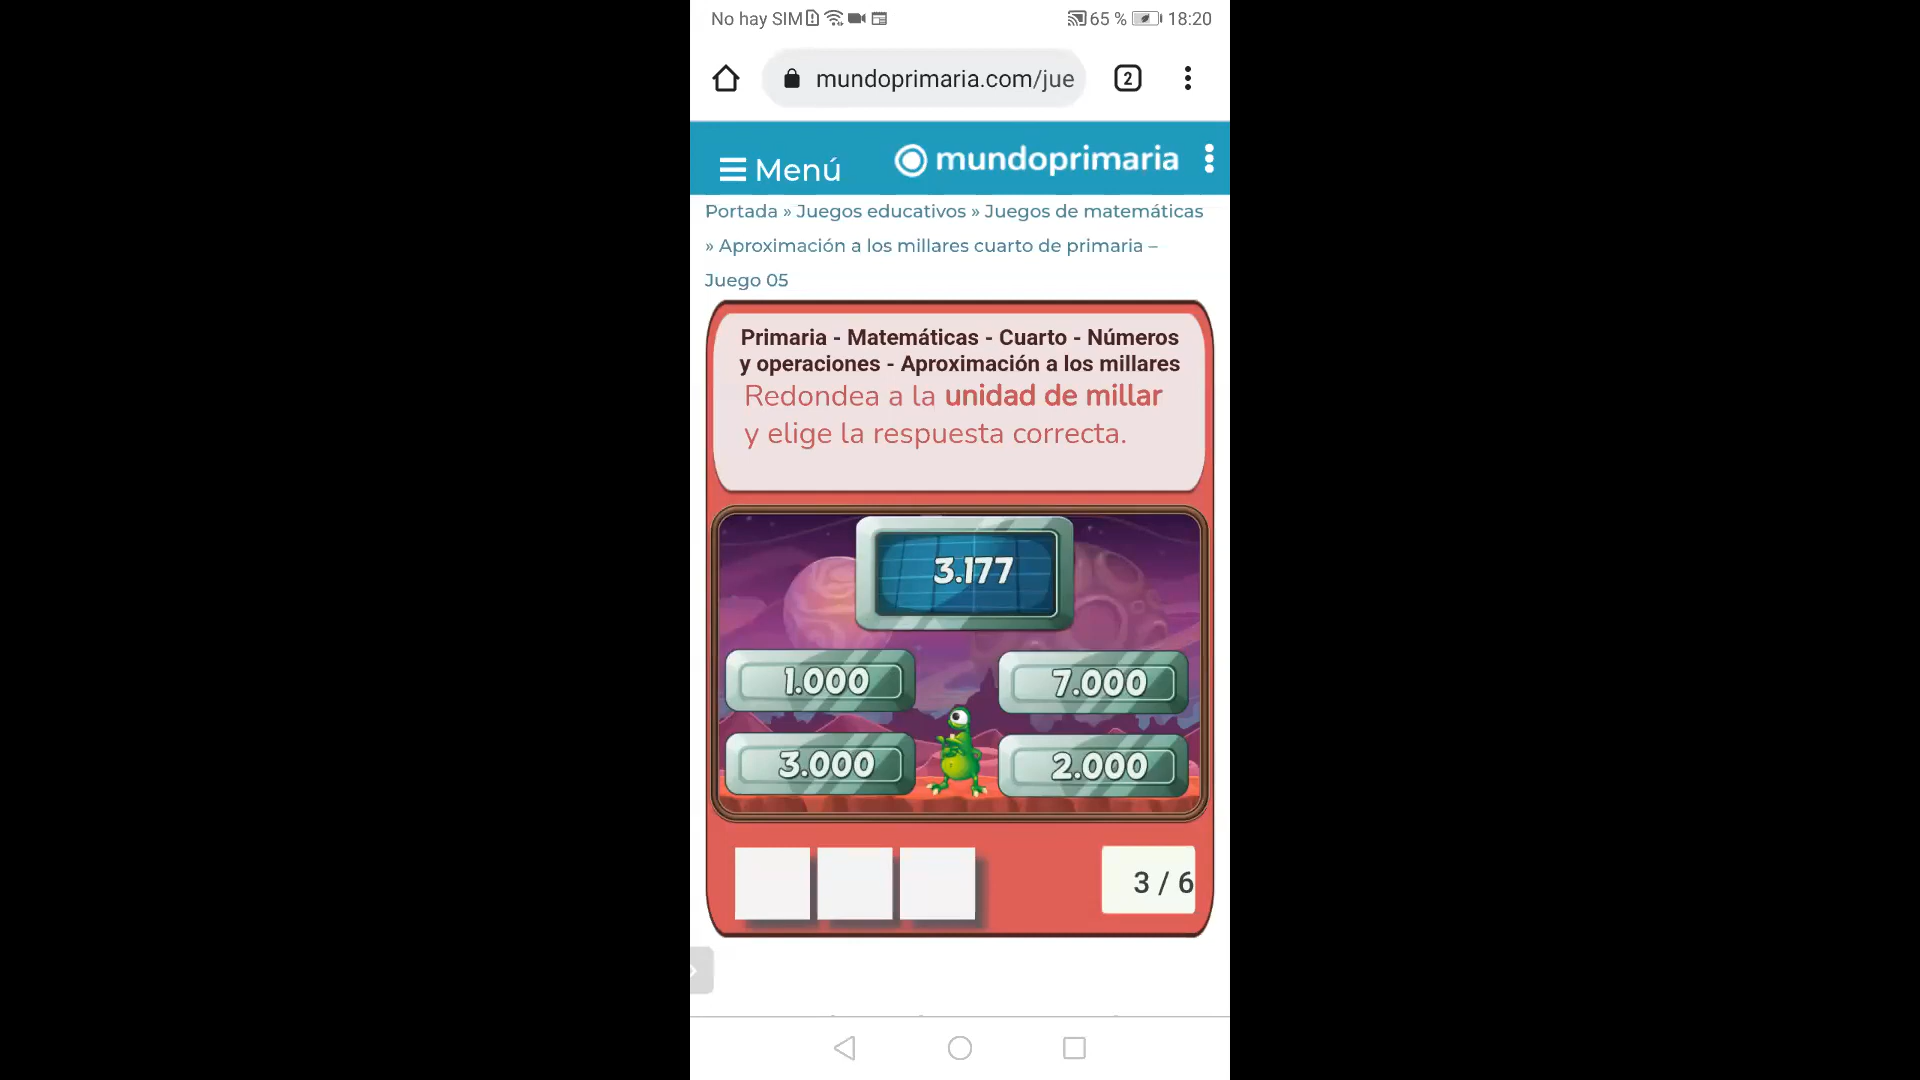 No hay SIM 65 % 18:20
mundoprimaria.com/jue 2
Menú mundoprimaria
Portada » Juegos educativos » Juegos de matemáticas
» Aproximación a los millares cuarto de primaria –
Juego 05
Primaria - Matemáticas - Cuarto - Números
y operaciones - Aproximación a los millares
Redondea a la unidad de millar
y elige la respuesta correcta.
3.177
1.000 7.000
3.000 2.000
3 / 6